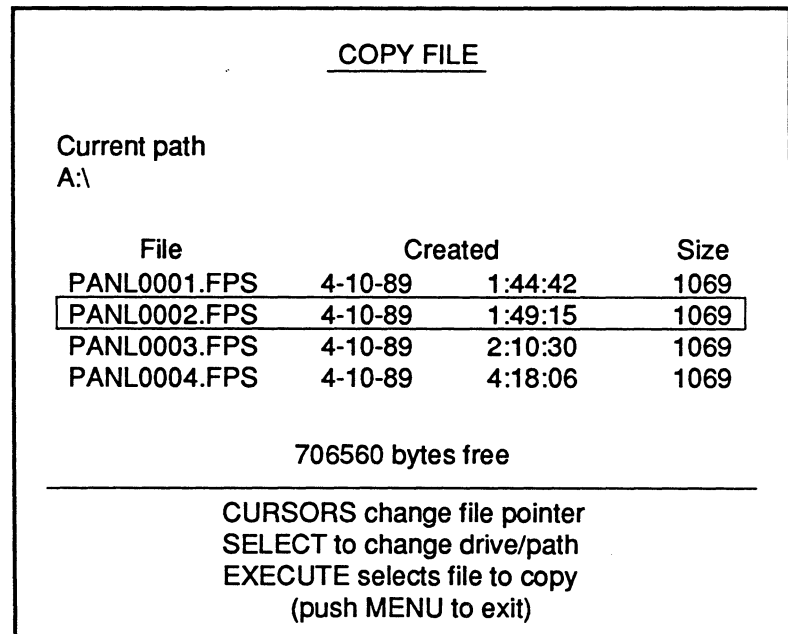 COPY FILE
Current path
A:\
File Created Size
PANL0001.FPS 4-10-89 1:44:42 1069
PANL0002.FPS 4-10-89 1:49:15 1069
PANL0003.FPS 4-10-89 2:10:30 1069
PANL0004.FPS 4-10-89 4:18:06 1069
706560 bytes free
CURSORS change file pointer
SELECT to change drive/path
EXECUTE selects file to copy
(push MENU to exit)